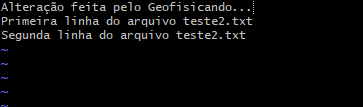 Alteração feita pelo Geofisicando...
Primeira linha do arquivo teste2.txt
Segunda linha do arquivo teste2.txt
~
~
~
~
~